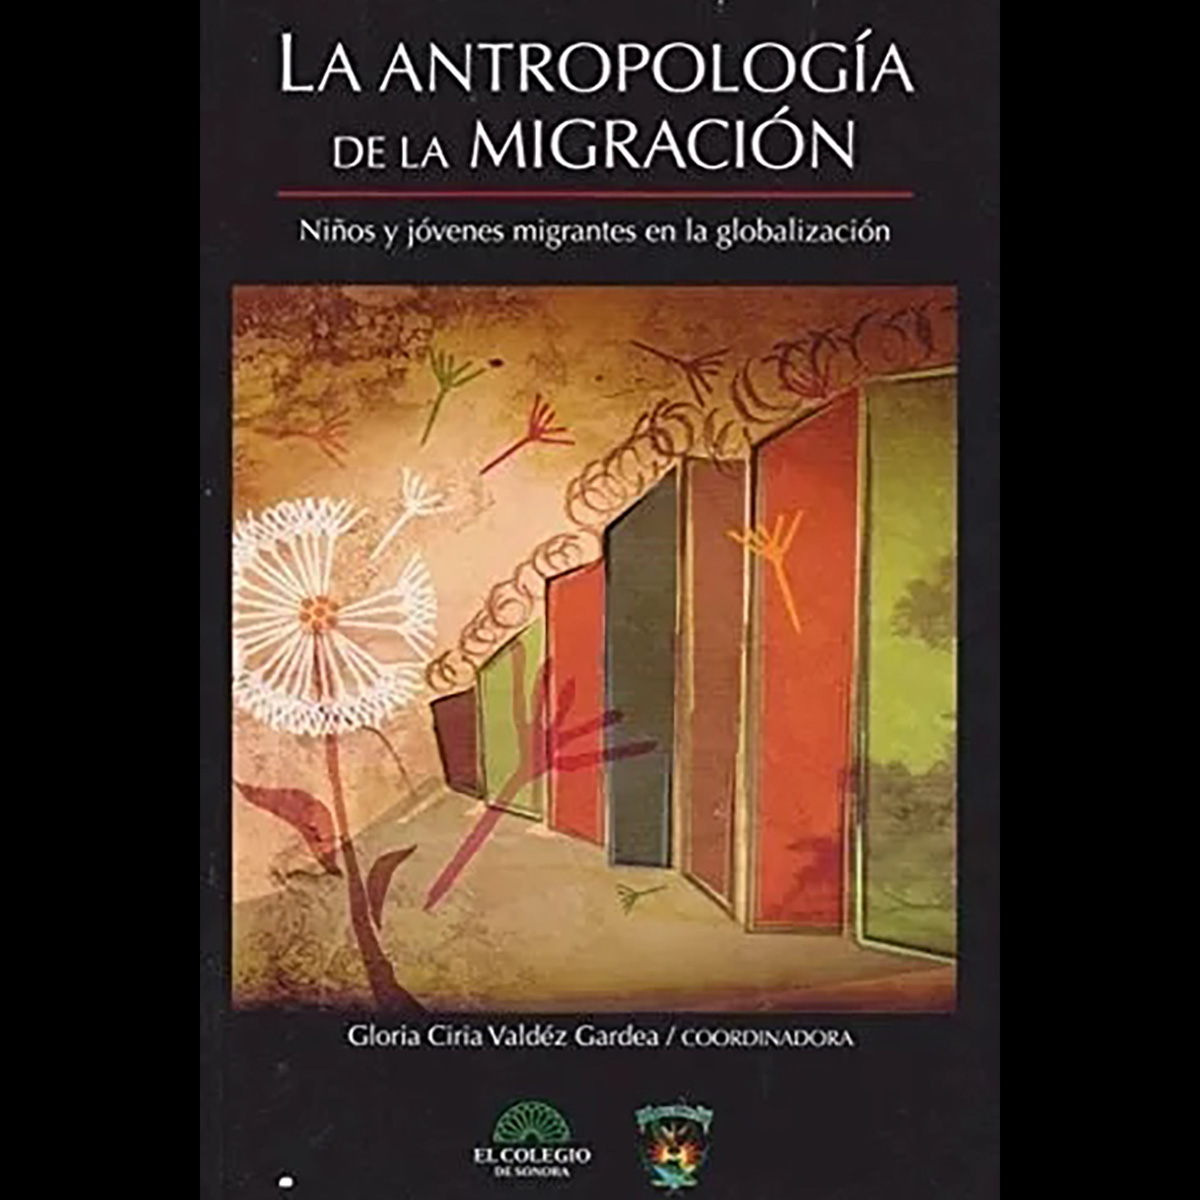 LA ANTROPOLOGÍA
DE LA MIGRACIÓN
Niños y jóvenes migrantes en la globalización
Gloria Ciria Valdéz Gardea / COORDINADORA
EL COLEGIO
DE SONORA